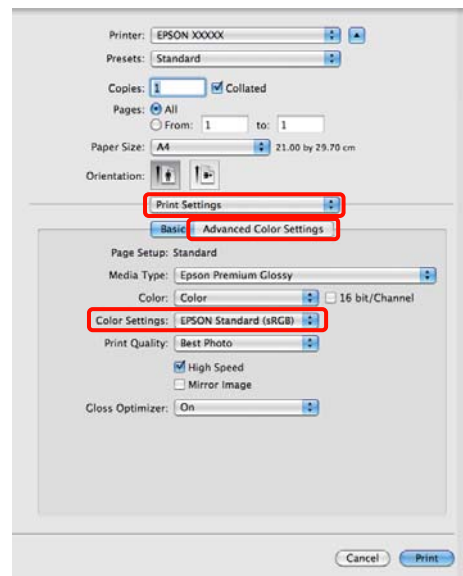 Printer: EPSON XXXXX
Presets: Standard
Copies: 1 Collated
Pages: All
From: 1 to: 1
Paper Size: A4 21.00 by 29.70 cm
Orientation:
Print Settings
Basic Advanced Color Settings
Page Setup: Standard
Media Type: Epson Premium Glossy
Color: Color 16 bit/Channel
Color Settings: EPSON Standard (sRGB)
Print Quality: Best Photo
High Speed
Mirror Image
Gloss Optimizer: On
Cancel Print